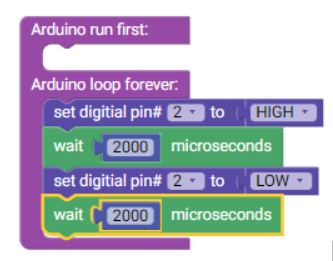 Arduino run first:
Arduino loop forever:
set digitial pin# 2 to HIGH
wait 2000 microseconds
set digitial pin# 2 to LOW
wait 2000 microseconds